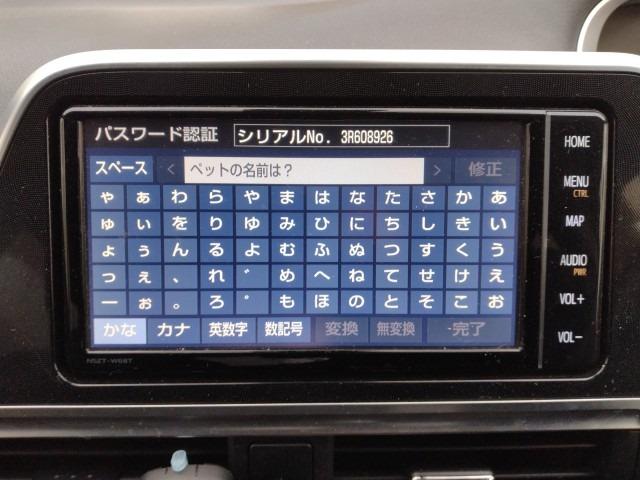 パスワード認証 シリアルNo. 3R608926
スペース < ペットの名前は? > 修正
ゃ ぁ わ ら や ま は な た さ か あ
ゅ ぃ を り ゆ み ひ に ち し き い
ょ ぅ ん る よ む ふ ぬ つ す く う
っ ぇ 、 れ ゛ め へ ね て せ け え
ー ぉ 。 ろ ゜ も ほ の と そ こ お
かな カナ 英数字 数記号 変換 無変換 完了
HOME
MENU
CTRL
MAP
AUDIO
PWR
VOL+
VOL-
NSZT-W66T